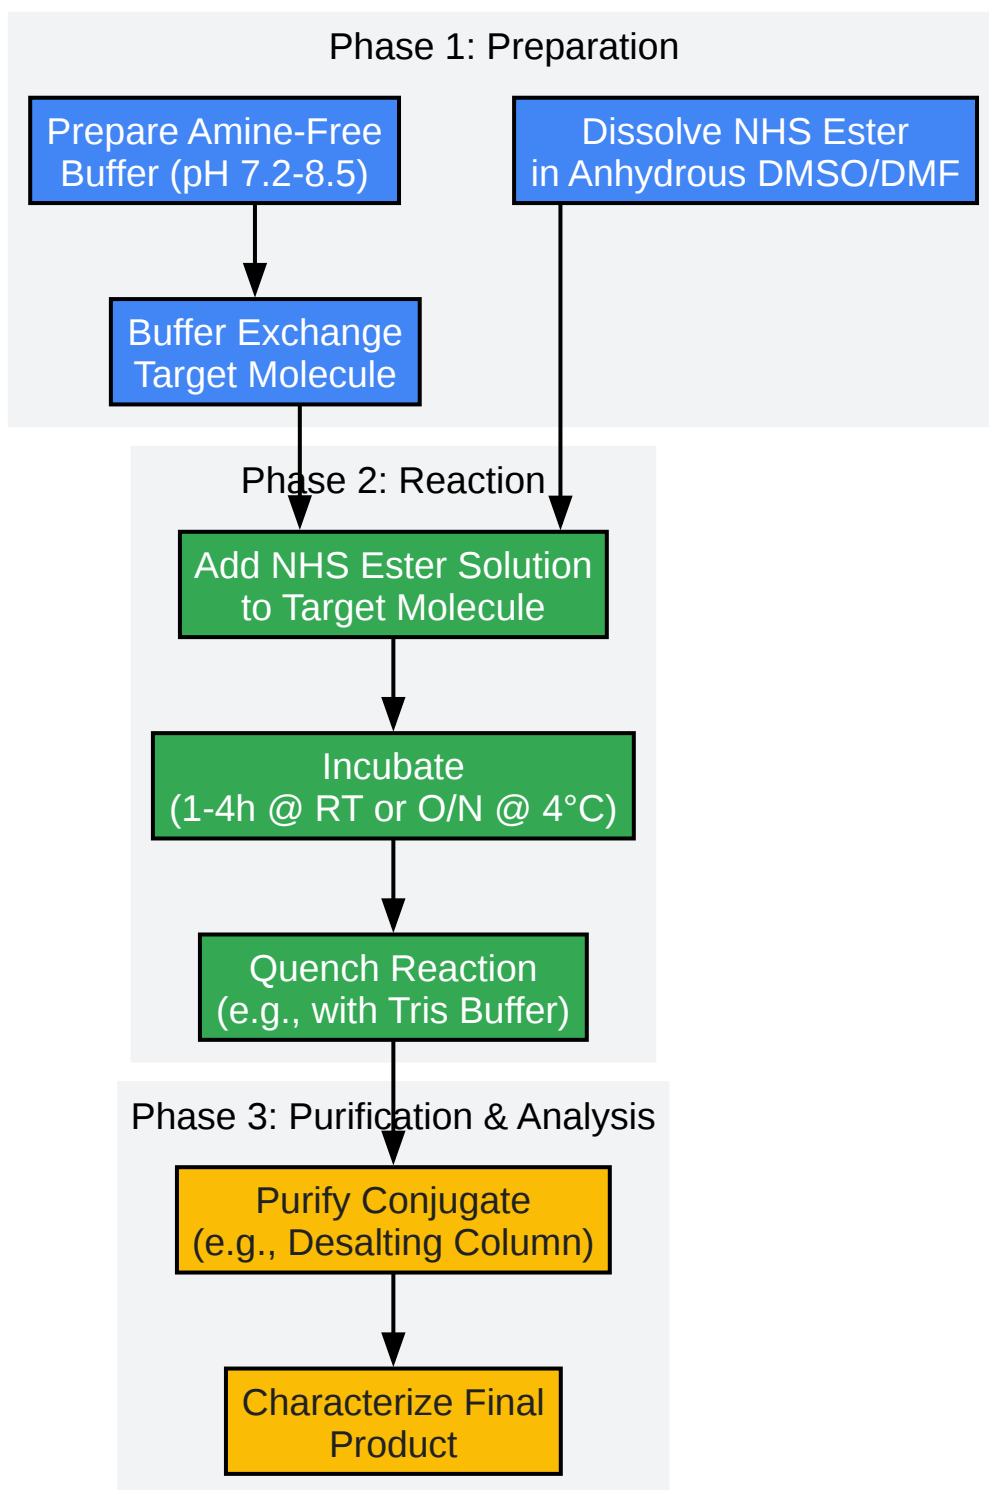 Phase 1: Preparation
Prepare Amine-Free
Buffer (pH 7.2-8.5)
Dissolve NHS Ester
in Anhydrous DMSO/DMF
Buffer Exchange
Target Molecule
Phase 2: Reaction
Add NHS Ester Solution
to Target Molecule
Incubate
(1-4h @ RT or O/N @ 4°C)
Quench Reaction
(e.g., with Tris Buffer)
Phase 3: Purification & Analysis
Purify Conjugate
(e.g., Desalting Column)
Characterize Final
Product